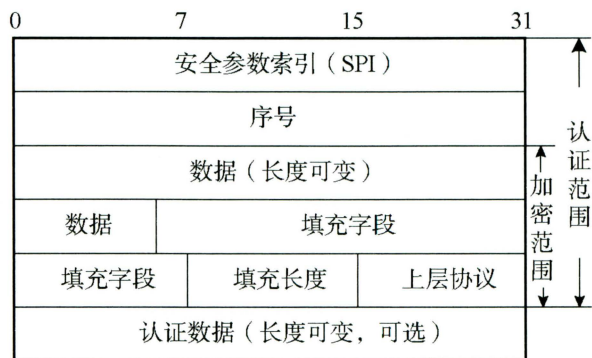 0 7 15 31
安全参数索引（SPI）
序号
数据（长度可变）
数据 填充字段
填充字段 填充长度 上层协议
认证数据（长度可变，可选）
加密范围
认证范围